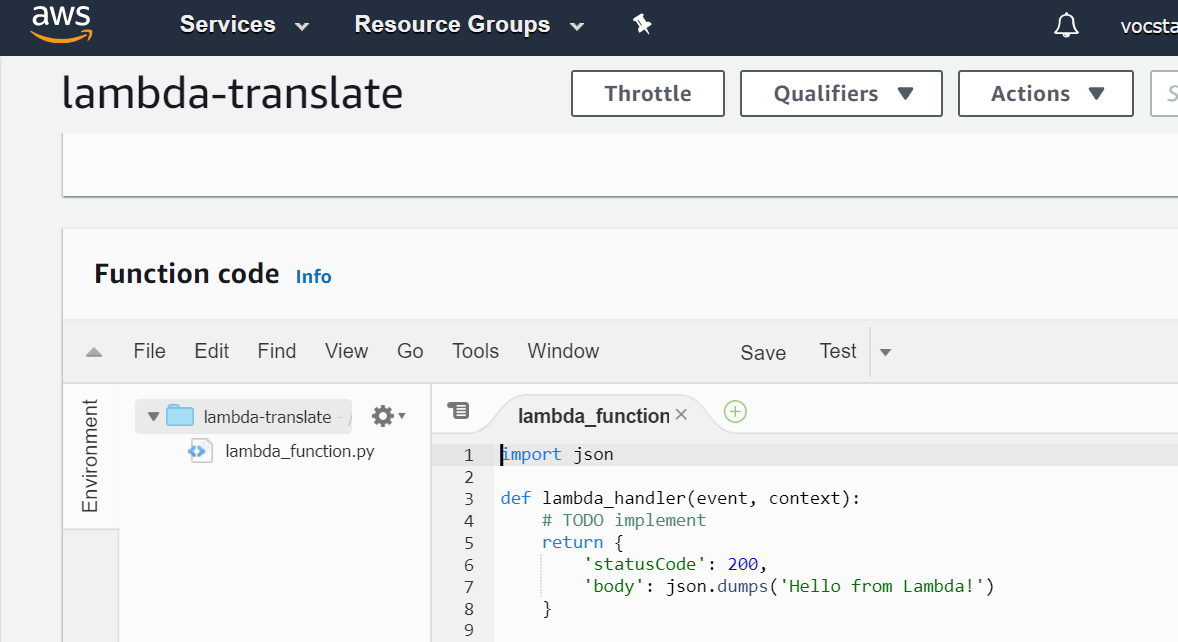 aws Services Resource Groups vocsta
lambda-translate Throttle Qualifiers Actions S
Function code Info
File Edit Find View Go Tools Window Save Test
Environment
lambda-translate - /
lambda_function.py
lambda_function ×
1 import json
2
3 def lambda_handler(event, context):
4     # TODO implement
5     return {
6         'statusCode': 200,
7         'body': json.dumps('Hello from Lambda!')
8     }
9